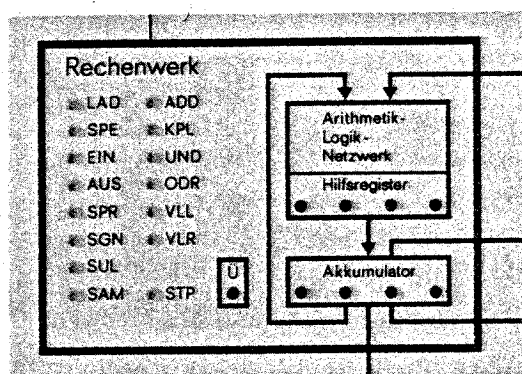 Rechenwerk
LAD ADD
SPE KPL
EIN UND
AUS ODR
SPR VLL
SGN VLR
SUL
SAM STP
Ü
Arithmetik-
Logik-
Netzwerk
Hilfsregister
Akkumulator